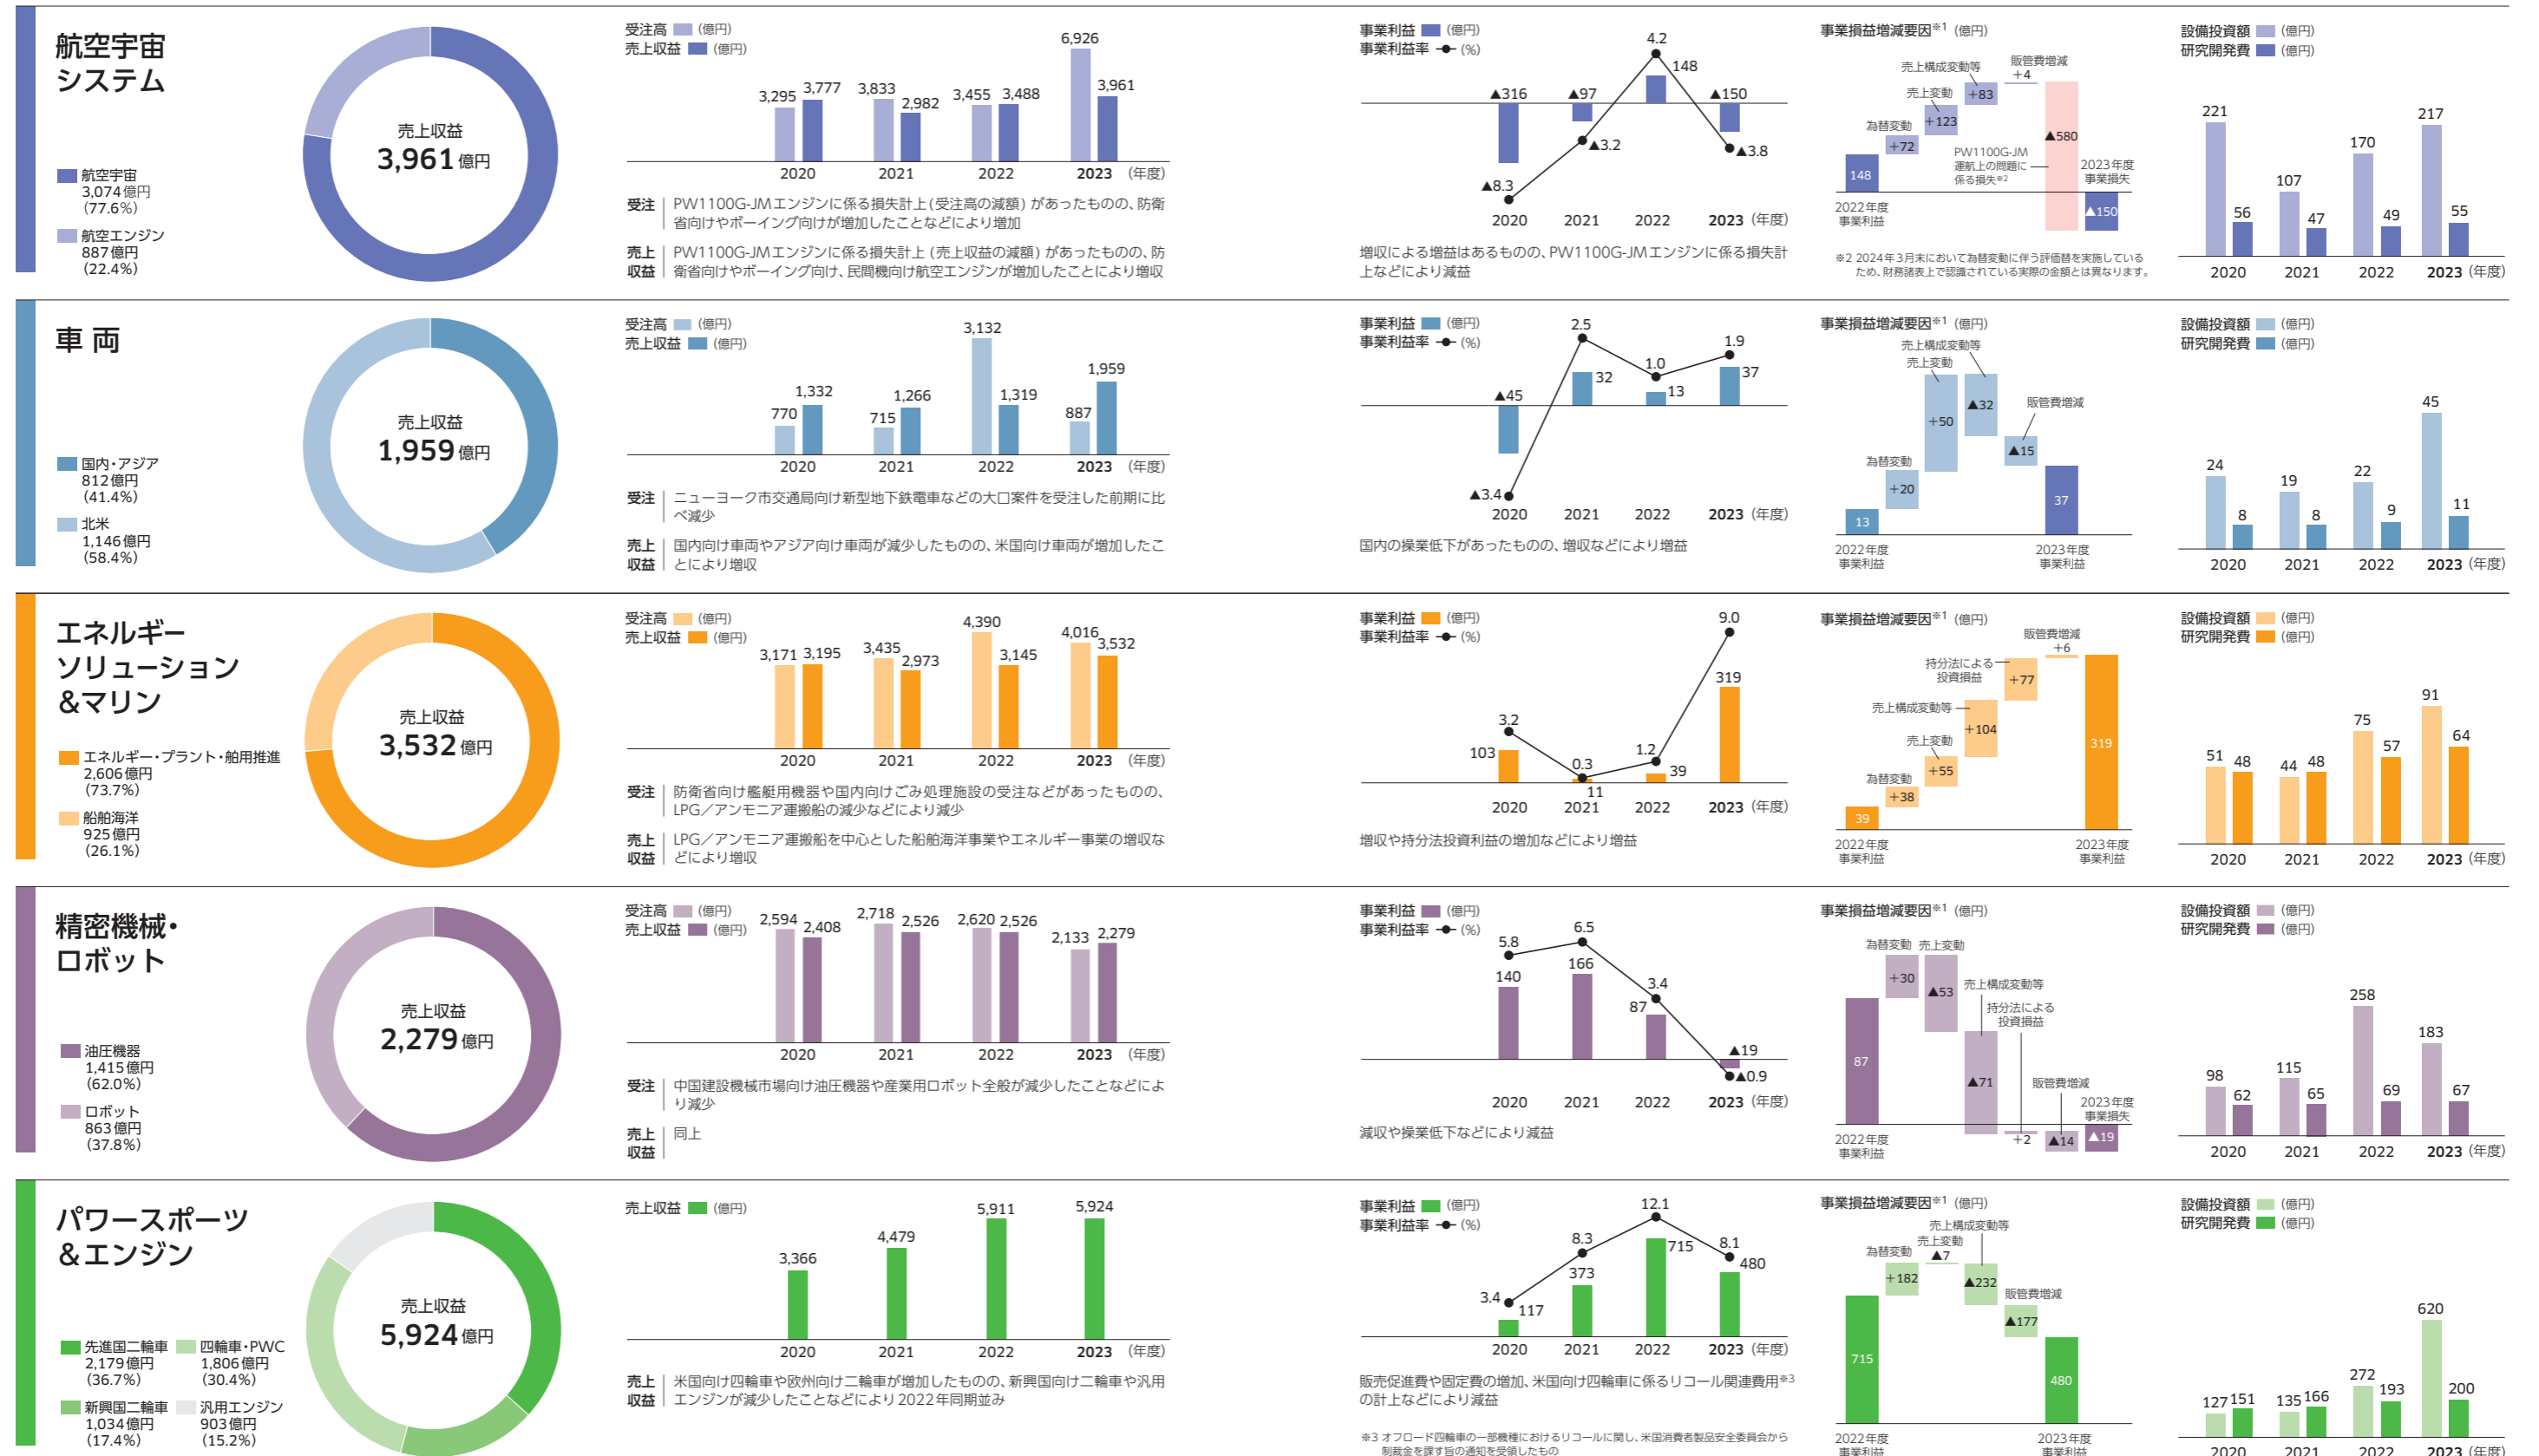 航空宇宙
システム
航空宇宙
3,074億円
(77.6%)
航空エンジン
887億円
(22.4%)
売上収益
3,961億円
受注高 (億円)
売上収益 (億円)
3,295 3,777 3,833 2,982 3,455 3,488 6,926 3,961
2020 2021 2022 2023 (年度)
受注 PW1100G-JMエンジンに係る損失計上(受注高の減額)があったものの、防衛
省向けやボーイング向けが増加したことなどにより増加
売上収益 PW1100G-JMエンジンに係る損失計上(売上収益の減額)があったものの、防
衛省向けやボーイング向け、民間機向け航空エンジンが増加したことにより増収
事業利益 (億円)
事業利益率 (%)
▲316 ▲97 148 ▲150
▲8.3 ▲3.2 4.2 ▲3.8
2020 2021 2022 2023 (年度)
増収による増益はあるものの、PW1100G-JMエンジンに係る損失計
上などにより減益
事業損益増減要因※1 (億円)
148
2022年度
事業利益
為替変動
+72
売上変動
+123
売上構成変動等
+83
販管費増減
+4
PW1100G-JM
運航上の問題に
係る損失※2
▲580
2023年度
事業損失
▲150
※2 2024年3月末において為替変動に伴う評価替を実施している
ため、財務諸表上で認識されている実際の金額とは異なります。
設備投資額 (億円)
研究開発費 (億円)
221 56 107 47 170 49 217 55
2020 2021 2022 2023 (年度)
車両
国内・アジア
812億円
(41.4%)
北米
1,146億円
(58.4%)
売上収益
1,959億円
受注高 (億円)
売上収益 (億円)
770 1,332 715 1,266 3,132 1,319 887 1,959
2020 2021 2022 2023 (年度)
受注 ニューヨーク市交通局向け新型地下鉄電車などの大口案件を受注した前期に比
べ減少
売上収益 国内向け車両やアジア向け車両が減少したものの、米国向け車両が増加したこ
とにより増収
事業利益 (億円)
事業利益率 (%)
▲45 32 13 37
▲3.4 2.5 1.0 1.9
2020 2021 2022 2023 (年度)
国内の操業低下があったものの、増収などにより増益
事業損益増減要因※1 (億円)
13
2022年度
事業利益
為替変動
+20
売上変動
+50
売上構成変動等
▲32
販管費増減
▲15
37
2023年度
事業利益
設備投資額 (億円)
研究開発費 (億円)
24 8 19 8 22 9 45 11
2020 2021 2022 2023 (年度)
エネルギー
ソリューション
&マリン
エネルギー・プラント・舶用推進
2,606億円
(73.7%)
船舶海洋
925億円
(26.1%)
売上収益
3,532億円
受注高 (億円)
売上収益 (億円)
3,171 3,195 3,435 2,973 4,390 3,145 4,016 3,532
2020 2021 2022 2023 (年度)
受注 防衛省向け艦艇用機器や国内向けごみ処理施設の受注などがあったものの、
LPG/アンモニア運搬船の減少などにより減少
売上収益 LPG/アンモニア運搬船を中心とした船舶海洋事業やエネルギー事業の増収な
どにより増収
事業利益 (億円)
事業利益率 (%)
103 11 39 319
3.2 0.3 1.2 9.0
2020 2021 2022 2023 (年度)
増収や持分法投資利益の増加などにより増益
事業損益増減要因※1 (億円)
39
2022年度
事業利益
為替変動
+38
売上変動
+55
売上構成変動等
+104
持分法による
投資損益
+77
販管費増減
+6
319
2023年度
事業利益
設備投資額 (億円)
研究開発費 (億円)
51 48 44 48 75 57 91 64
2020 2021 2022 2023 (年度)
精密機械・
ロボット
油圧機器
1,415億円
(62.0%)
ロボット
863億円
(37.8%)
売上収益
2,279億円
受注高 (億円)
売上収益 (億円)
2,594 2,408 2,718 2,526 2,620 2,526 2,133 2,279
2020 2021 2022 2023 (年度)
受注 中国建設機械市場向け油圧機器や産業用ロボット全般が減少したことなどによ
り減少
売上収益 同上
事業利益 (億円)
事業利益率 (%)
140 166 87 ▲19
5.8 6.5 3.4 ▲0.9
2020 2021 2022 2023 (年度)
減収や操業低下などにより減益
事業損益増減要因※1 (億円)
87
2022年度
事業利益
為替変動
+30
売上変動
▲53
売上構成変動等
▲71
持分法による
投資損益
+2
販管費増減
▲14
2023年度
事業損失
▲19
設備投資額 (億円)
研究開発費 (億円)
98 62 115 65 258 69 183 67
2020 2021 2022 2023 (年度)
パワースポーツ
&エンジン
先進国二輪車
2,179億円
(36.7%)
四輪車・PWC
1,806億円
(30.4%)
新興国二輪車
1,034億円
(17.4%)
汎用エンジン
903億円
(15.2%)
売上収益
5,924億円
売上収益 (億円)
3,366 4,479 5,911 5,924
2020 2021 2022 2023 (年度)
売上収益 米国向け四輪車や欧州向け二輪車が増加したものの、新興国向け二輪車や汎用
エンジンが減少したことなどにより2022年同期並み
事業利益 (億円)
事業利益率 (%)
117 373 715 480
3.4 8.3 12.1 8.1
2020 2021 2022 2023 (年度)
販売促進費や固定費の増加、米国向け四輪車に係るリコール関連費用※3
の計上などにより減益
※3 オフロード四輪車の一部機種におけるリコールに関し、米国消費者製品安全委員会から
制裁金を課す旨の通知を受領したもの
事業損益増減要因※1 (億円)
715
2022年度
事業利益
為替変動
+182
売上変動
▲7
売上構成変動等
▲232
販管費増減
▲177
480
2023年度
事業利益
設備投資額 (億円)
研究開発費 (億円)
127 151 135 166 272 193 620 200
2020 2021 2022 2023 (年度)